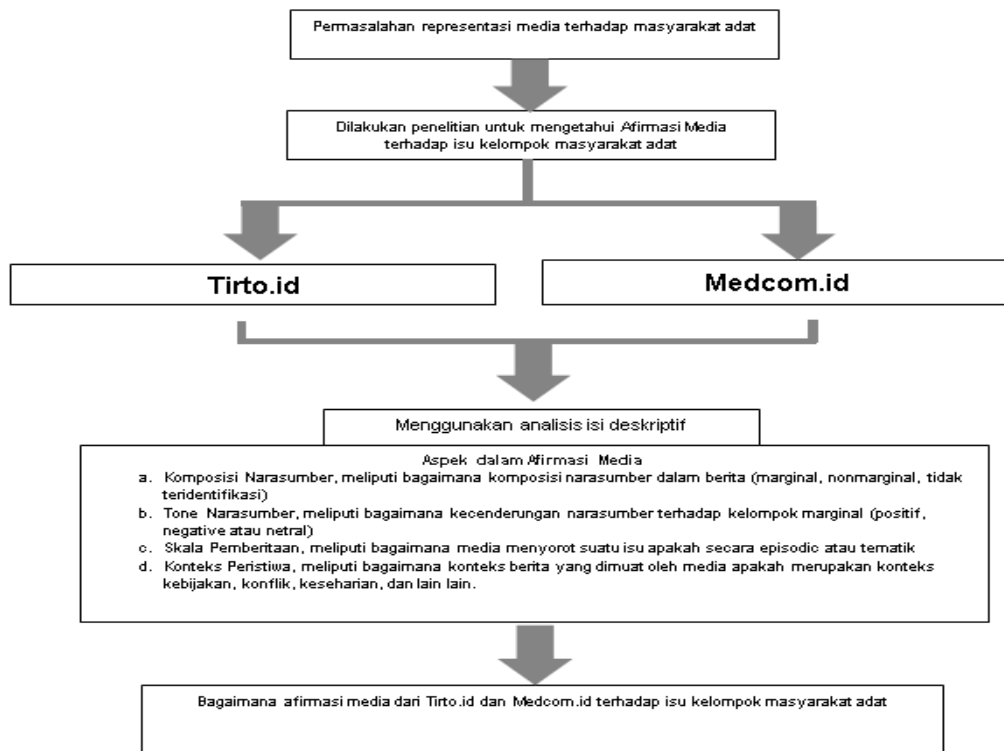 Permasalahan representasi media terhadap masyarakat adat
Dilakukan penelitian untuk mengetahui Afirmasi Media
terhadap isu kelompok masyarakat adat
Tirto.id
Medcom.id
Menggunakan analisis isi deskriptif
Aspek dalam Afirmasi Media
a. Komposisi Narasumber, meliputi bagaimana komposisi narasumber dalam berita (marginal, nonmarginal, tidak
teridentifikasi)
b. Tone Narasumber, meliputi bagaimana kecenderungan narasumber terhadap kelompok marginal (positif,
negative atau netral)
c. Skala Pemberitaan, meliputi bagaimana media menyorot suatu isu apakah secara episodic atau tematik
d. Konteks Peristiwa, meliputi bagaimana konteks berita yang dimuat oleh media apakah merupakan konteks
kebijakan, konflik, keseharian, dan lain lain.
Bagaimana afirmasi media dari Tirto.id dan Medcom.id terhadap isu kelompok masyarakat adat